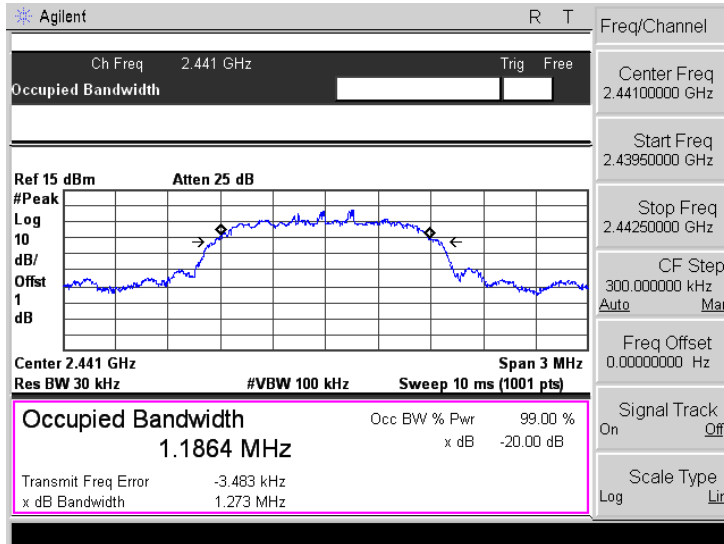 Agilent R T
Ch Freq 2.441 GHz Trig Free
Occupied Bandwidth
Ref 15 dBm Atten 25 dB
#Peak
Log
10
dB/
Offst
1
dB
Center 2.441 GHz Span 3 MHz
Res BW 30 kHz #VBW 100 kHz Sweep 10 ms (1001 pts)
Occupied Bandwidth Occ BW % Pwr 99.00 %
1.1864 MHz x dB -20.00 dB
Transmit Freq Error -3.483 kHz
x dB Bandwidth 1.273 MHz
Freq/Channel
Center Freq
2.44100000 GHz
Start Freq
2.43950000 GHz
Stop Freq
2.44250000 GHz
CF Step
300.000000 kHz
Auto Man
Freq Offset
0.00000000 Hz
Signal Track
On Off
Scale Type
Log Lin